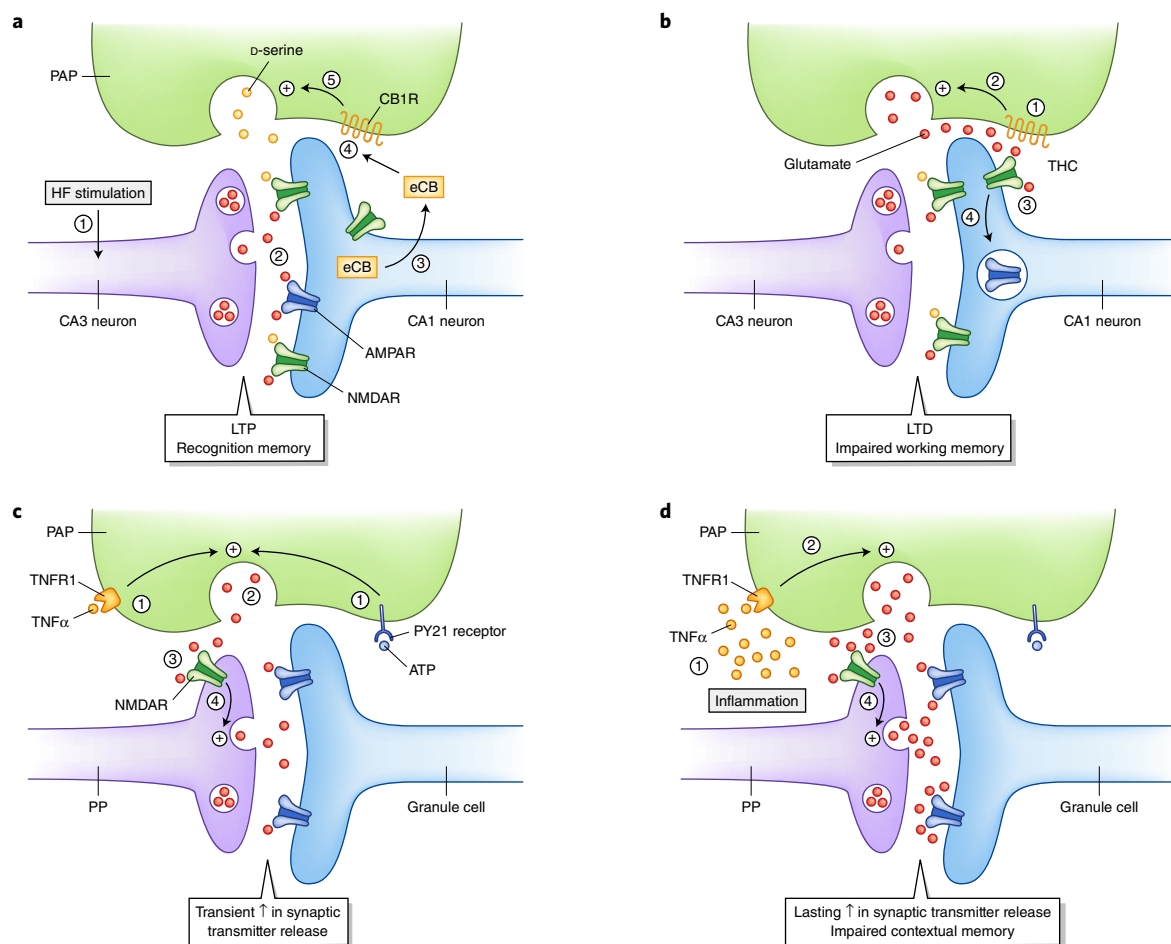 a
D-serine
PAP
5
+
CB1R
4
eCB
HF stimulation
1
2
eCB
3
CA3 neuron
CA1 neuron
AMPAR
NMDAR
LTP
Recognition memory
b
2
+
1
Glutamate
THC
3
4
CA3 neuron
CA1 neuron
LTD
Impaired working memory
c
PAP
+
TNFR1
1
2
1
TNFα
PY21 receptor
ATP
3
NMDAR
4
+
PP
Granule cell
Transient ↑ in synaptic
transmitter release
d
PAP
2
+
TNFR1
TNFα
3
1
Inflammation
4
+
PP
Granule cell
Lasting ↑ in synaptic transmitter release
Impaired contextual memory